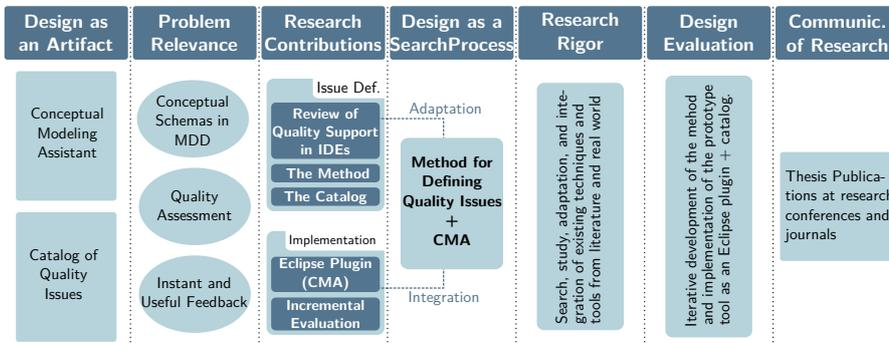 Design as
an Artifact
Problem
Relevance
Research
Contributions
Design as a
SearchProcess
Research
Rigor
Design
Evaluation
Communic.
of Research
Conceptual
Modeling
Assistant
Catalog of
Quality
Issues
Conceptual
Schemas in
MDD
Quality
Assessment
Instant and
Useful Feedback
Issue Def.
Review of
Quality Support
in IDEs
The Method
The Catalog
Implementation
Eclipse Plugin
(CMA)
Incremental
Evaluation
Adaptation
Method for
Defining
Quality Issues
+
CMA
Integration
Search, study, adaptation, and inte-
gration of existing techniques and
tools from literature and real world
Iterative development of the mehod
and implementation of the prototype
tool as an Eclipse plugin + catalog.
Thesis Publica-
tions at research
conferences and
journals